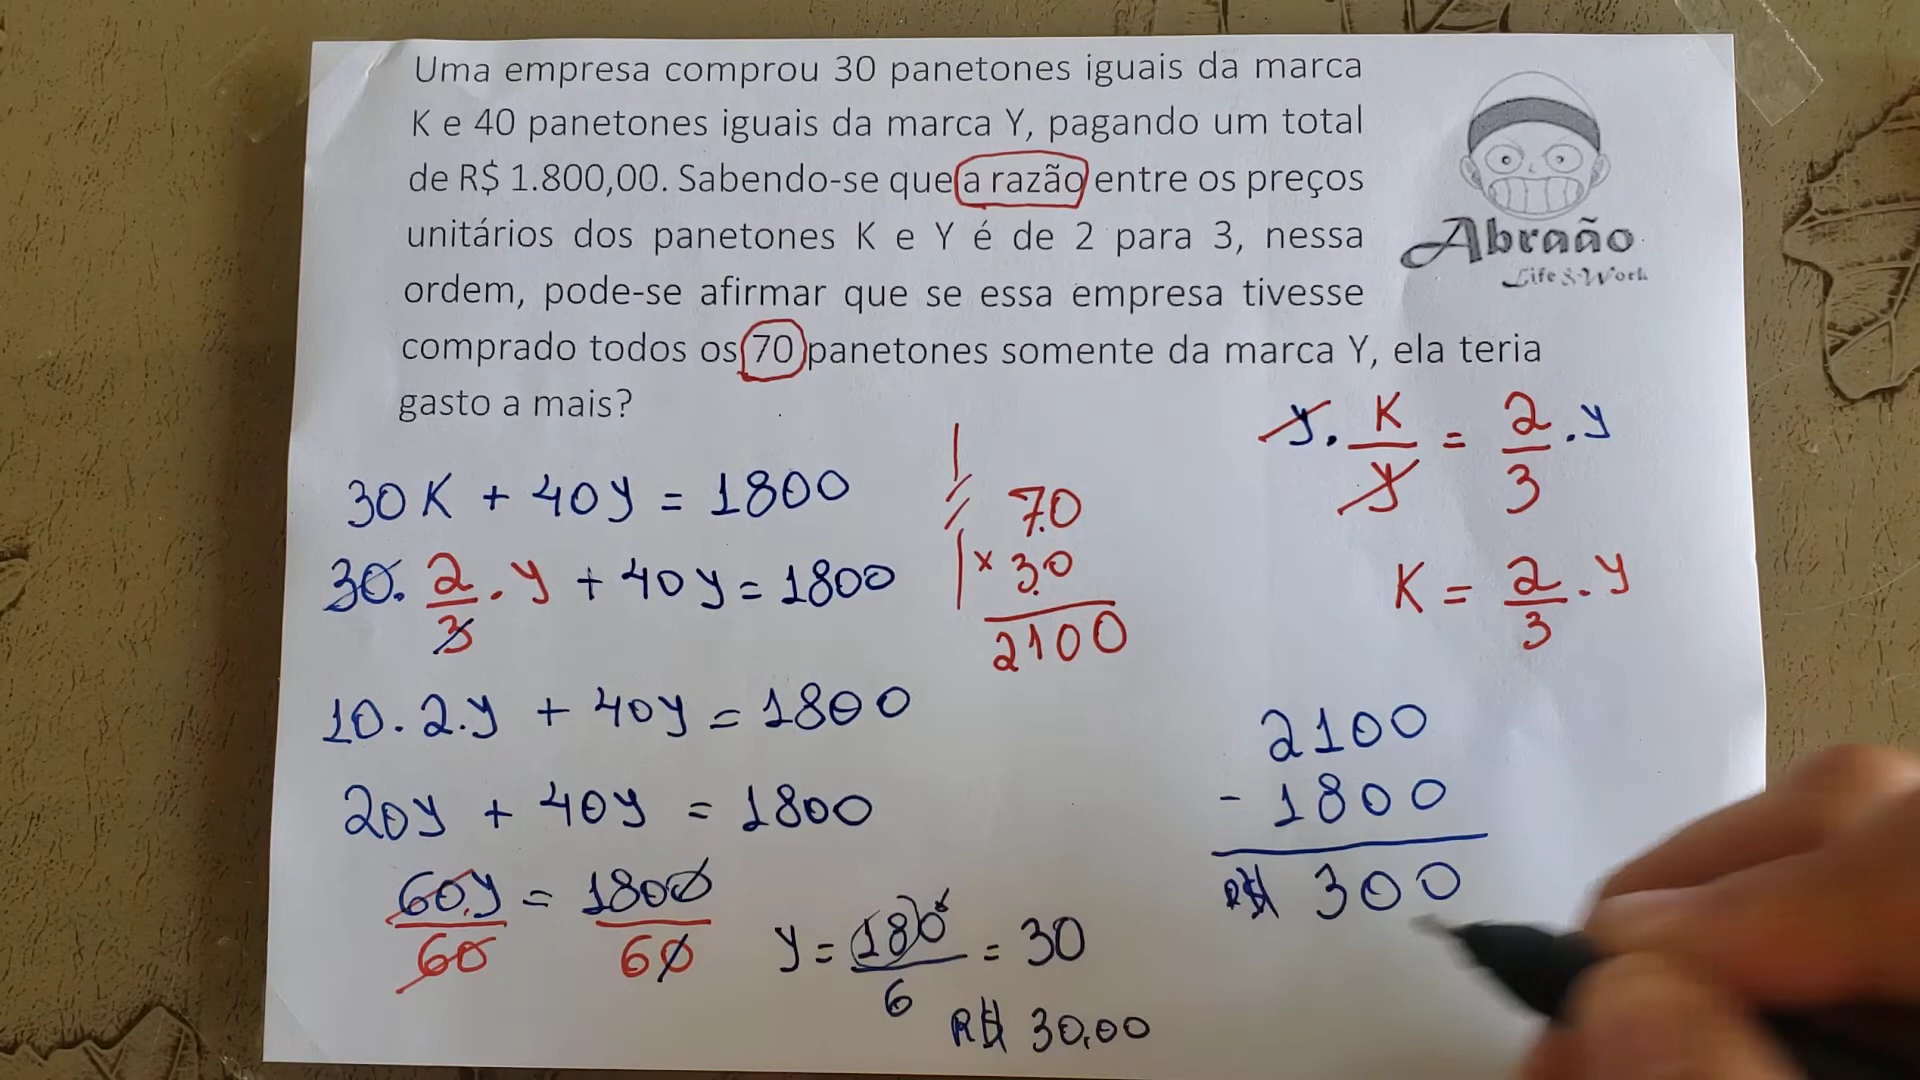 Uma empresa comprou 30 panetones iguais da marca
K e 40 panetones iguais da marca Y, pagando um total
de R$ 1.800,00. Sabendo-se que a razão entre os preços
unitários dos panetones K e Y é de 2 para 3, nessa
ordem, pode-se afirmar que se essa empresa tivesse
comprado todos os 70 panetones somente da marca Y, ela teria
gasto a mais?
Abraão
Life & Work
y. K/y = 2/3 .y
K = 2/3 .y
30K + 40y = 1800
30. 2/3 .y + 40y = 1800
10.2.y + 40y = 1800
20y + 40y = 1800
60.y/60 = 1800/60
y = 180/6 = 30
R$ 30,00
70
x 30
2100
2100
- 1800
R$ 300